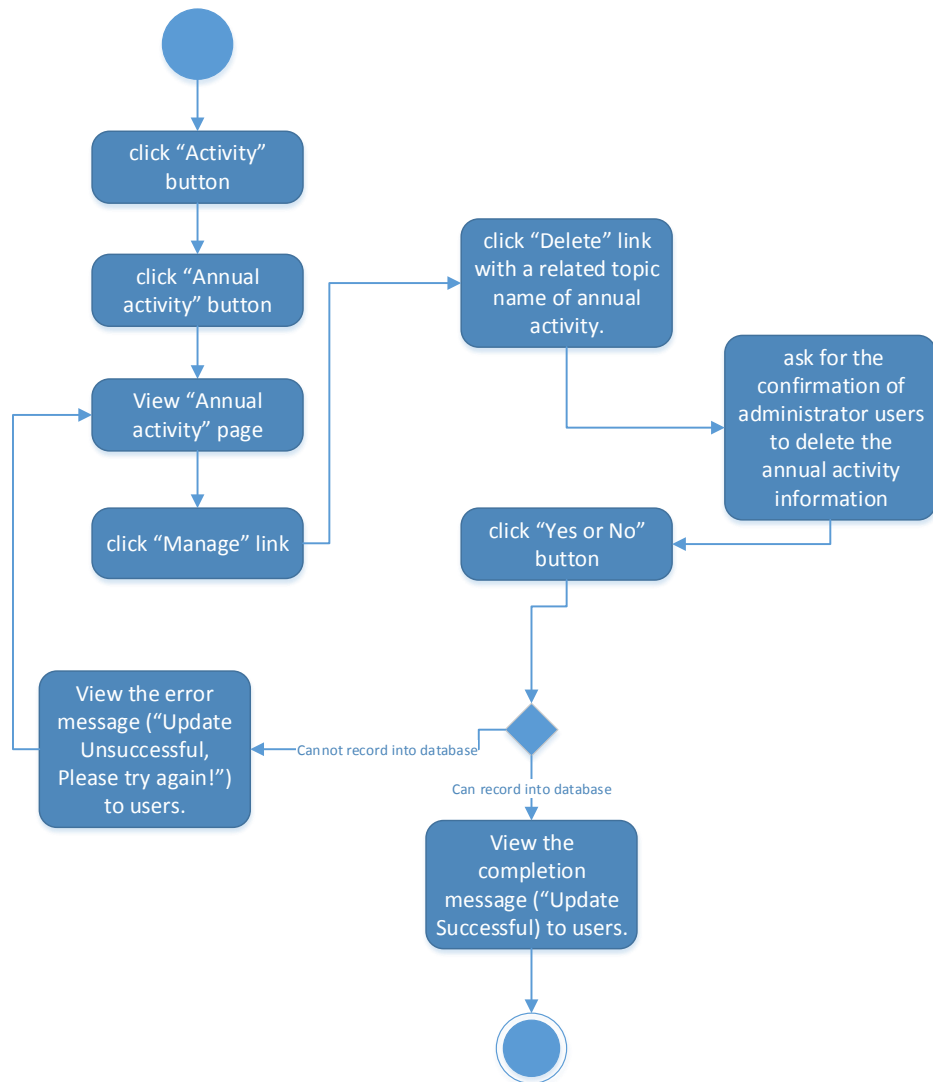 click “Activity”
button
click “Annual
activity” button
View “Annual
activity” page
click “Manage” link
click “Delete” link
with a related topic
name of annual
activity.
ask for the
confirmation of
administrator users
to delete the
annual activity
information
click “Yes or No”
button
Cannot record into database
View the error
message (“Update
Unsuccessful,
Please try again!”)
to users.
Can record into database
View the
completion
message (“Update
Successful) to users.